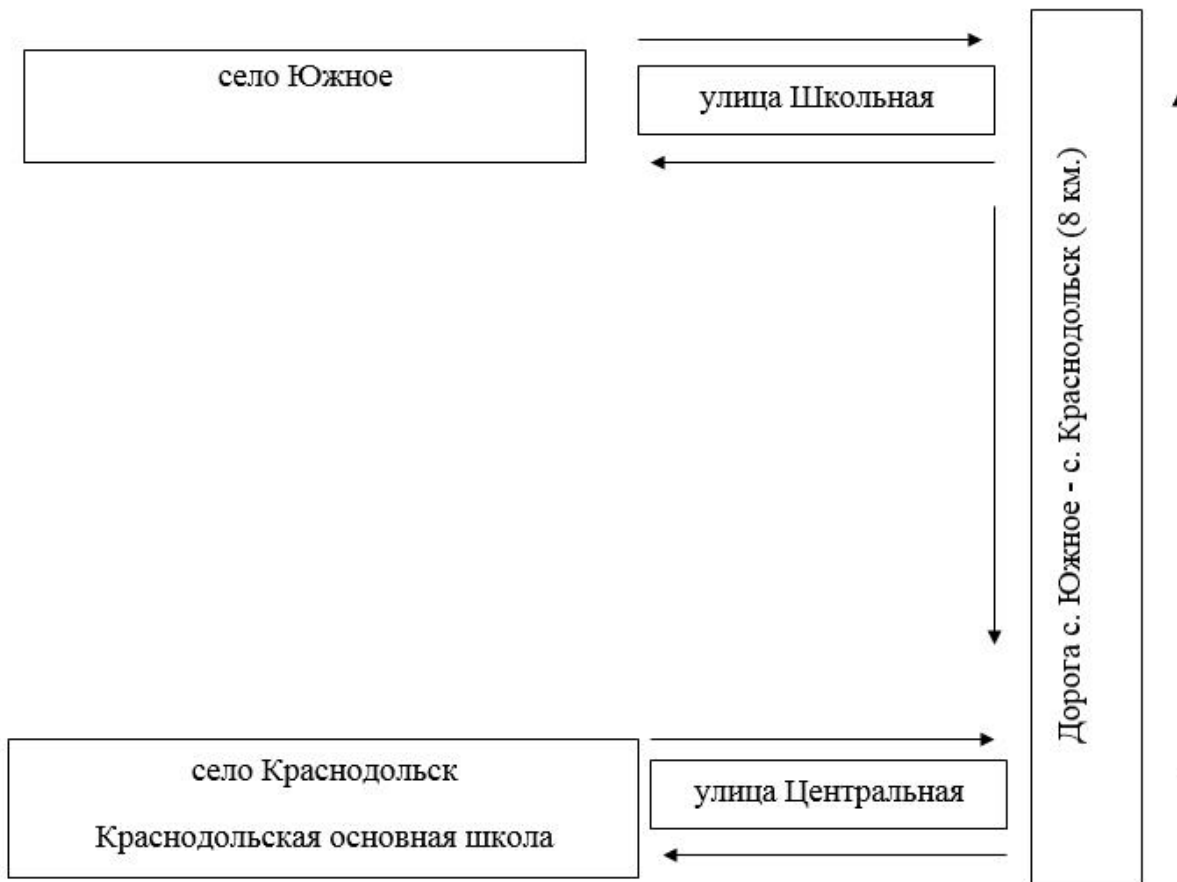 село Южное
улица Школьная
Дорога с. Южное - с. Краснодольск (8 км.)
село Краснодольск
Краснодольская основная школа
улица Центральная